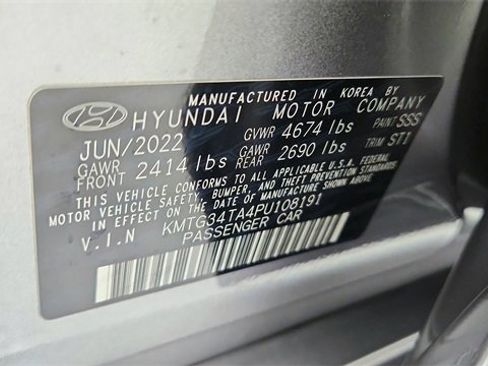 MANUFACTURED IN KOREA BY
HYUNDAI MOTOR COMPANY
JUN/2022 GVWR 4674 lbs PAINT SSS
GAWR FRONT 2414 lbs GAWR REAR 2690 lbs TRIM ST1
THIS VEHICLE CONFORMS TO ALL APPLICABLE U.S.A. FEDERAL
MOTOR VEHICLE SAFETY, BUMPER, AND THEFT PREVENTION STANDARDS
IN EFFECT ON THE DATE OF MANUFACTURE SHOWN ABOVE
V.I.N KMTG34TA4PU108191
PASSENGER CAR